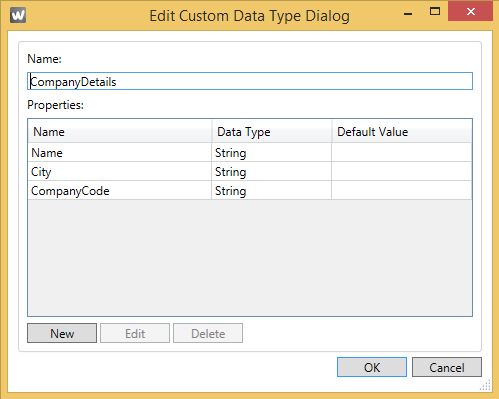 W Edit Custom Data Type Dialog
Name:
CompanyDetails
Properties:
Name Data Type Default Value
Name String
City String
CompanyCode String
New Edit Delete
OK Cancel